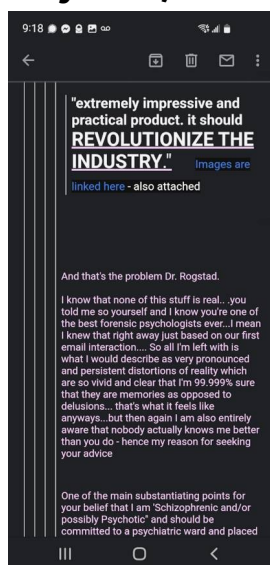 9:18
"extremely impressive and
practical product. it should
REVOLUTIONIZE THE
INDUSTRY." Images are
linked here - also attached
And that's the problem Dr. Rogstad.
I know that none of this stuff is real.. .you
told me so yourself and I know you're one of
the best forensic psychologists ever...I mean
I knew that right away just based on our first
email interaction.... So all I'm left with is
what I would describe as very pronounced
and persistent distortions of reality which
are so vivid and clear that I'm 99.999% sure
that they are memories as opposed to
delusions... that's what it feels like
anyways...but then again I am also entirely
aware that nobody actually knows me better
than you do - hence my reason for seeking
your advice
One of the main substantiating points for
your belief that I am 'Schizophrenic and/or
possibly Psychotic" and should be
committed to a psychiatric ward and placed